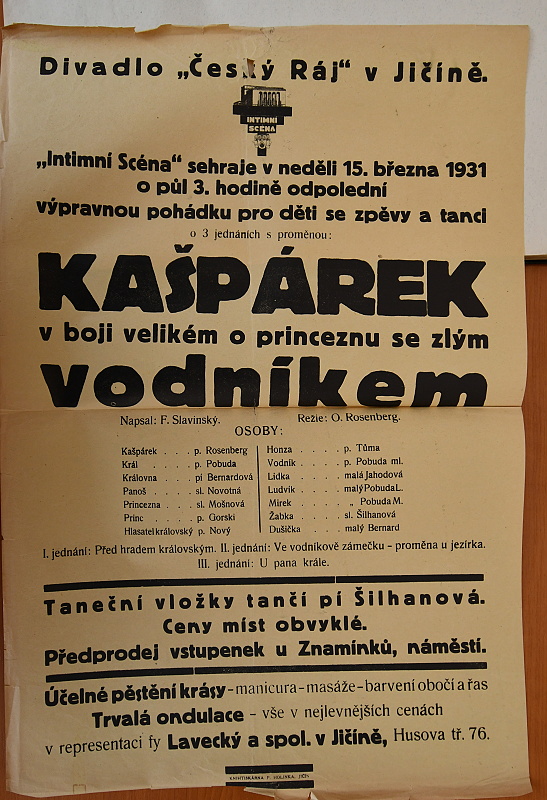 Divadlo „Český Ráj“ v Jičíně.
INTIMNÍ
SCÉNA
„Intimní Scéna“ sehraje v neděli 15. března 1931
o půl 3. hodině odpolední
výpravnou pohádku pro děti se zpěvy a tanci
o 3 jednáních s proměnou:
KAŠPÁREK
v boji velikém o princeznu se zlým
vodníkem
Napsal: F. Slavinský. Režie: O. Rosenberg.
OSOBY:
Kašpárek . . . . p. Rosenberg
Král . . . . . p. Pobuda
Královna . . . pí Bernardová
Panoš . . . . sl. Novotná
Princezna . . . sl. Mošnová
Princ . . . . . p. Gorski
Hlasatel královský p. Nový
Honza . . . . . p. Tůma
Vodník . . . . p. Pobuda ml.
Lidka . . . . . malá Jahodová
Ludvík . . . . malý Pobuda L.
Mirek . . . . . „ Pobuda M.
Žabka . . . . . sl. Šilhanová
Dušička . . . . malý Bernard
I. jednání: Před hradem královským. II. jednání: Ve vodníkově zámečku – proměna u jezírka.
III. jednání: U pana krále.
Taneční vložky tančí pí Šilhanová.
Ceny míst obvyklé.
Předprodej vstupenek u Znamínků, náměstí.
Účelné pěstění krásy – manicura – masáže – barvení obočí a řas
Trvalá ondulace – vše v nejlevnějších cenách
v representaci fy Lavecký a spol. v Jičíně, Husova tř. 76.
KNIHTISKÁRNA F. HULIVKA, JIČÍN